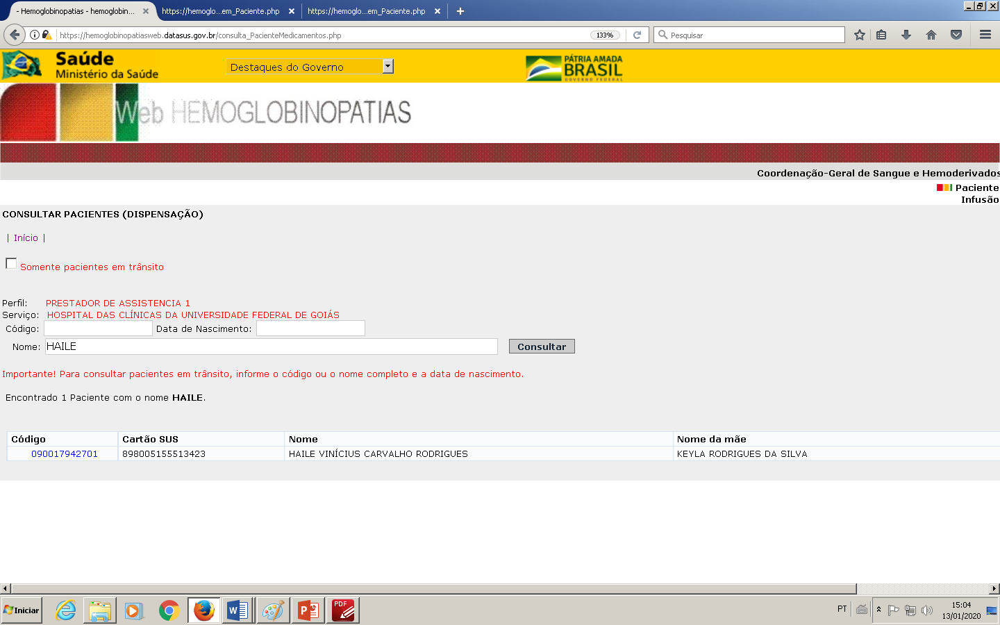 - Hemoglobinopatias - hemoglobin...
https://hemoglo...em_Paciente.php
https://hemoglo...em_Paciente.php
https://hemoglobinopatiasweb.datasus.gov.br/consulta_PacienteMedicamentos.php
133%
Pesquisar
Saúde
Ministério da Saúde
Destaques do Governo
PÁTRIA AMADA
BRASIL
GOVERNO FEDERAL
Web HEMOGLOBINOPATIAS
Coordenação-Geral de Sangue e Hemoderivados
Paciente
Infusão
CONSULTAR PACIENTES (DISPENSAÇÃO)
| Início |
Somente pacientes em trânsito
Perfil: PRESTADOR DE ASSISTENCIA 1
Serviço: HOSPITAL DAS CLÍNICAS DA UNIVERSIDADE FEDERAL DE GOIÁS
Código: Data de Nascimento:
Nome: HAILE Consultar
Importante! Para consultar pacientes em trânsito, informe o código ou o nome completo e a data de nascimento.
Encontrado 1 Paciente com o nome HAILE.
Código Cartão SUS Nome Nome da mãe
090017942701 898005155513423 HAILE VINÍCIUS CARVALHO RODRIGUES KEYLA RODRIGUES DA SILVA
Iniciar
PDF
PT
15:04
13/01/2020